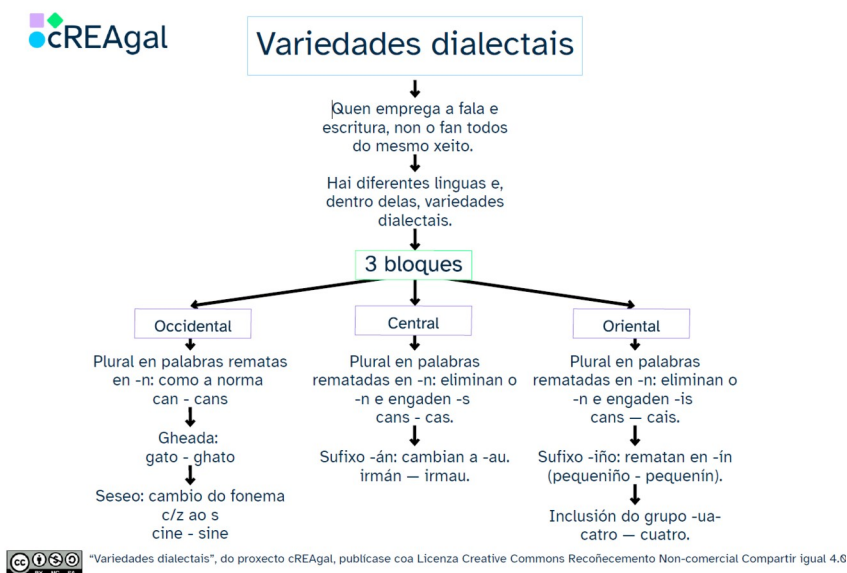 cREAgal
Variedades dialectais
Quen emprega a fala e
escritura, non o fan todos
do mesmo xeito.
Hai diferentes linguas e,
dentro delas, variedades
dialectais.
3 bloques
Occidental
Plural en palabras rematas
en -n: como a norma
can - cans
Gheada:
gato - ghato
Seseo: cambio do fonema
c/z ao s
cine - sine
Central
Plural en palabras
rematadas en -n: eliminan o
-n e engaden -s
cans - cas.
Sufixo -án: cambian a -au.
irmán — irmau.
Oriental
Plural en palabras
rematadas en -n: eliminan o
-n e engaden -is
cans — cais.
Sufixo -iño: rematan en -ín
(pequeniño - pequenín).
Inclusión do grupo -ua-
catro — cuatro.
cc
"Variedades dialectais", do proxecto cREAgal, publícase coa Licenza Creative Commons Recoñecemento Non-comercial Compartir igual 4.0